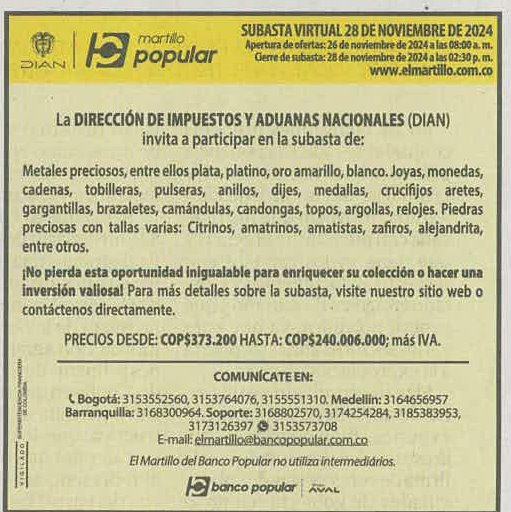 DIAN
martillo
popular
SUBASTA VIRTUAL 28 DE NOVIEMBRE DE 2024
Apertura de ofertas: 26 de noviembre de 2024 a las 08:00 a. m.
Cierre de subasta: 28 de noviembre de 2024 a las 02:30 p. m.
www.elmartillo.com.co
La DIRECCIÓN DE IMPUESTOS Y ADUANAS NACIONALES (DIAN)
invita a participar en la subasta de:
Metales preciosos, entre ellos plata, platino, oro amarillo, blanco. Joyas, monedas,
cadenas, tobilleras, pulseras, anillos, dijes, medallas, crucifijos aretes,
gargantillas, brazaletes, camándulas, candongas, topos, argollas, relojes. Piedras
preciosas con tallas varias: Citrinos, amatrinos, amatistas, zafiros, alejandrita,
entre otros.
¡No pierda esta oportunidad inigualable para enriquecer su colección o hacer una
inversión valiosa! Para más detalles sobre la subasta, visite nuestro sitio web o
contáctenos directamente.
PRECIOS DESDE: COP$373.200 HASTA: COP$240.006.000; más IVA.
COMUNÍCATE EN:
Bogotá: 3153552560, 3153764076, 3155551310. Medellín: 3164656957
Barranquilla: 3168300964. Soporte: 3168802570, 3174254284, 3185383953,
3173126397 3153573708
E-mail: elmartillo@bancopopular.com.co
El Martillo del Banco Popular no utiliza intermediarios.
banco popular
AVAL
VIGILADO SUPERINTENDENCIA FINANCIERA
DE COLOMBIA